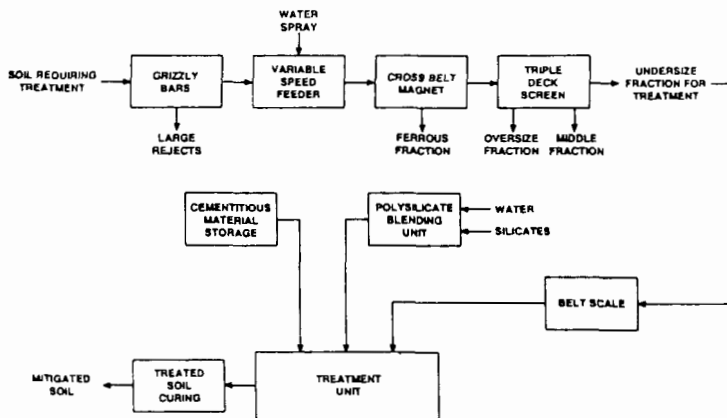 WATER
SPRAY
SOIL REQUIRING
TREATMENT
GRIZZLY
BARS
VARIABLE
SPEED
FEEDER
CROSS BELT
MAGNET
TRIPLE
DECK
SCREEN
UNDERSIZE
FRACTION FOR
TREATMENT
LARGE
REJECTS
FERROUS
FRACTION
OVERSIZE
FRACTION
MIDDLE
FRACTION
CEMENTITIOUS
MATERIAL
STORAGE
POLYSILICATE
BLENDING
UNIT
WATER
SILICATES
BELT SCALE
MITIGATED
SOIL
TREATED
SOIL
CURING
TREATMENT
UNIT